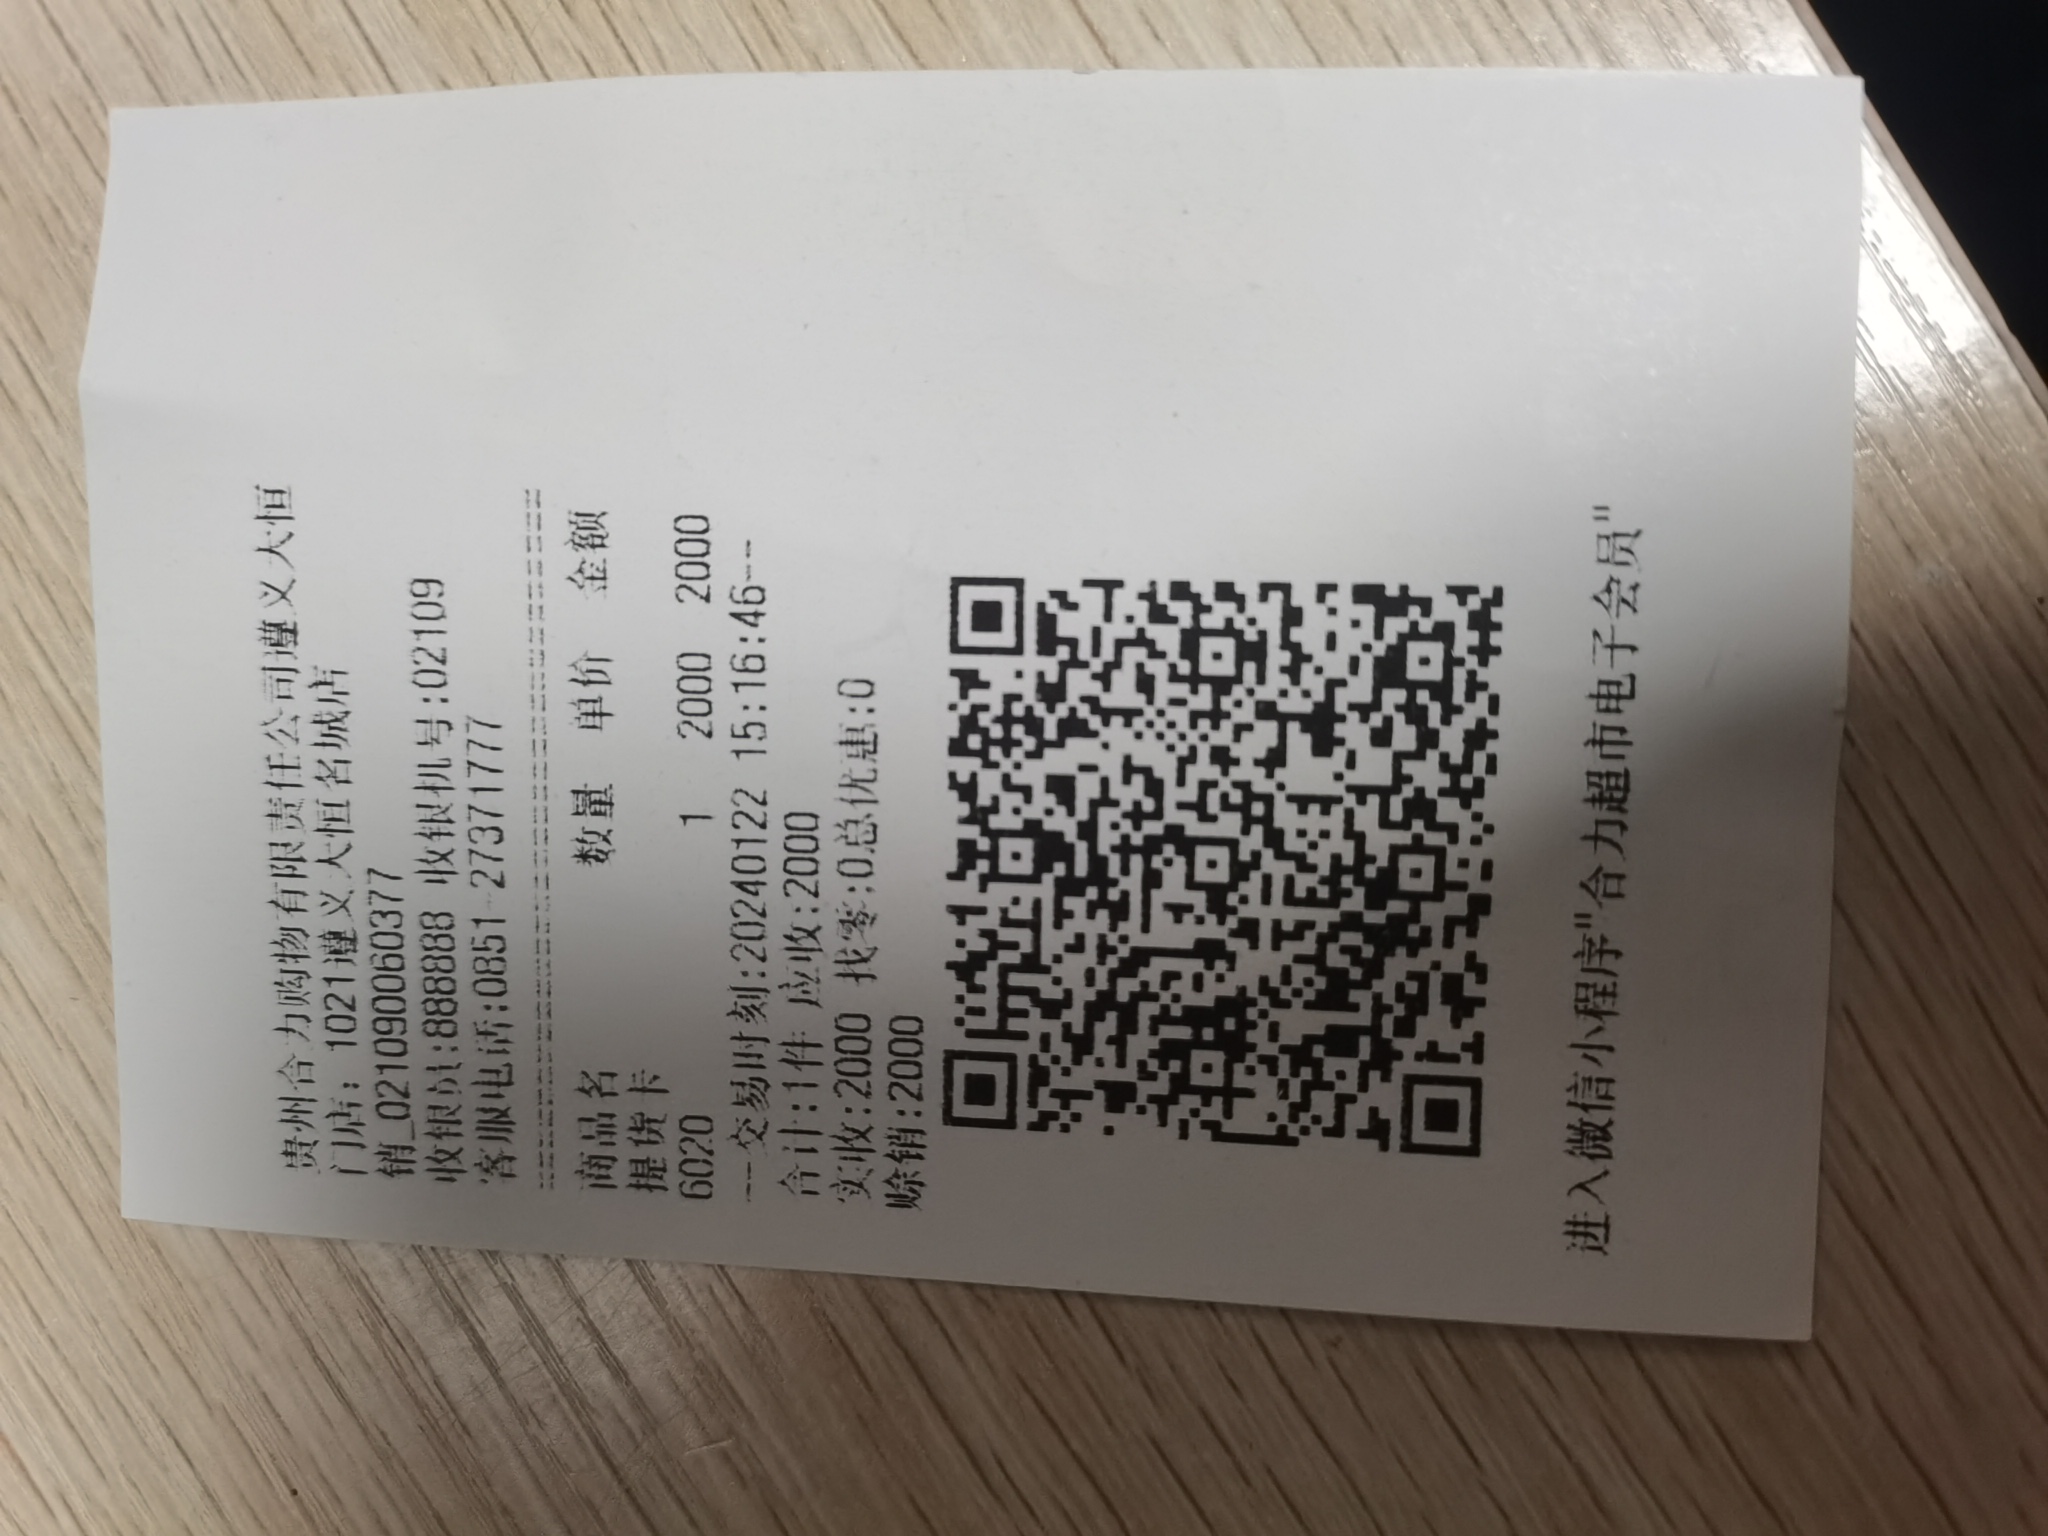 贵州合力购物有限责任公司遵义大恒
门店: 1021遵义大恒名城店
销_021090060377
收银员:888888 收银机号:02109
客服电话:0851-27371777
================================
商品名 数量 单价 金额
提货卡
6020 1 2000 2000
---交易时刻:20240122 15:16:46--
合计:1件 应收:2000
实收:2000 找零:0总优惠:0
赊销:2000
进入微信小程序"合力超市电子会员"